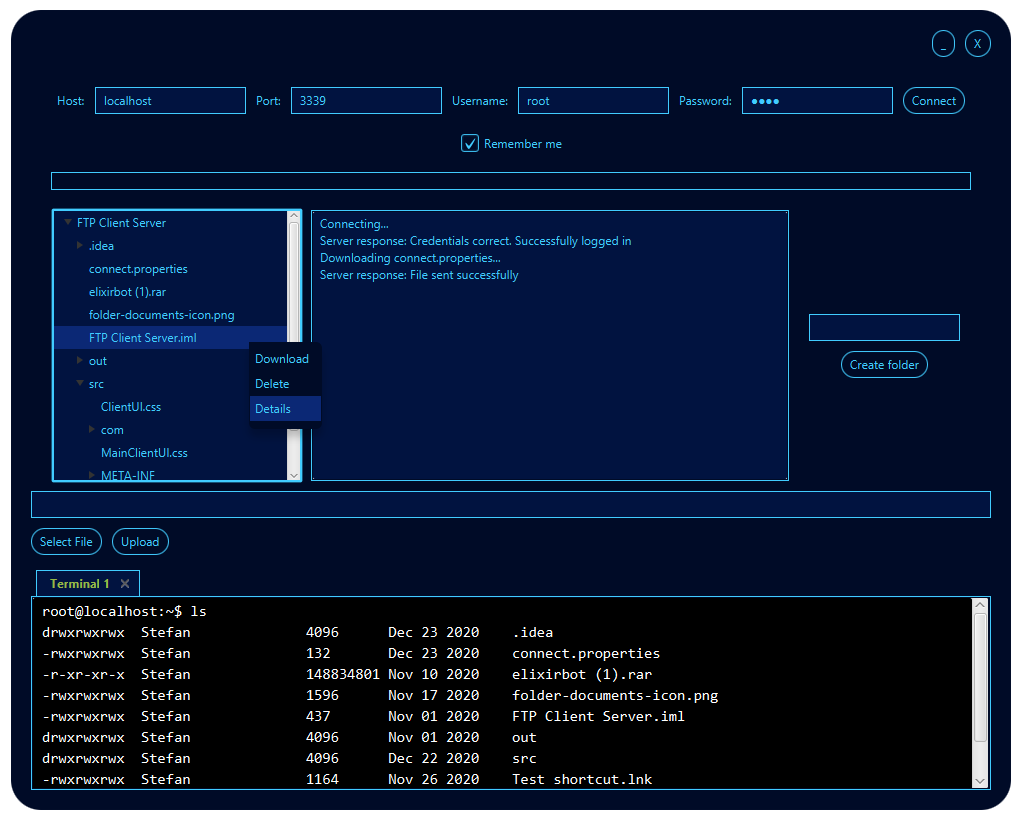 _ X
Host: localhost Port: 3339 Username: root Password: ●●●● Connect
Remember me
FTP Client Server
.idea
connect.properties
elixirbot (1).rar
folder-documents-icon.png
FTP Client Server.iml
out
src
ClientUI.css
com
MainClientUI.css
META-INF
Download
Delete
Details
Connecting...
Server response: Credentials correct. Successfully logged in
Downloading connect.properties...
Server response: File sent successfully
Create folder
Select File Upload
Terminal 1 ×
root@localhost:~$ ls
drwxrwxrwx Stefan 4096 Dec 23 2020 .idea
-rwxrwxrwx Stefan 132 Dec 23 2020 connect.properties
-r-xr-xr-x Stefan 148834801 Nov 10 2020 elixirbot (1).rar
-rwxrwxrwx Stefan 1596 Nov 17 2020 folder-documents-icon.png
-rwxrwxrwx Stefan 437 Nov 01 2020 FTP Client Server.iml
drwxrwxrwx Stefan 4096 Nov 01 2020 out
drwxrwxrwx Stefan 4096 Dec 22 2020 src
-rwxrwxrwx Stefan 1164 Nov 26 2020 Test shortcut.lnk